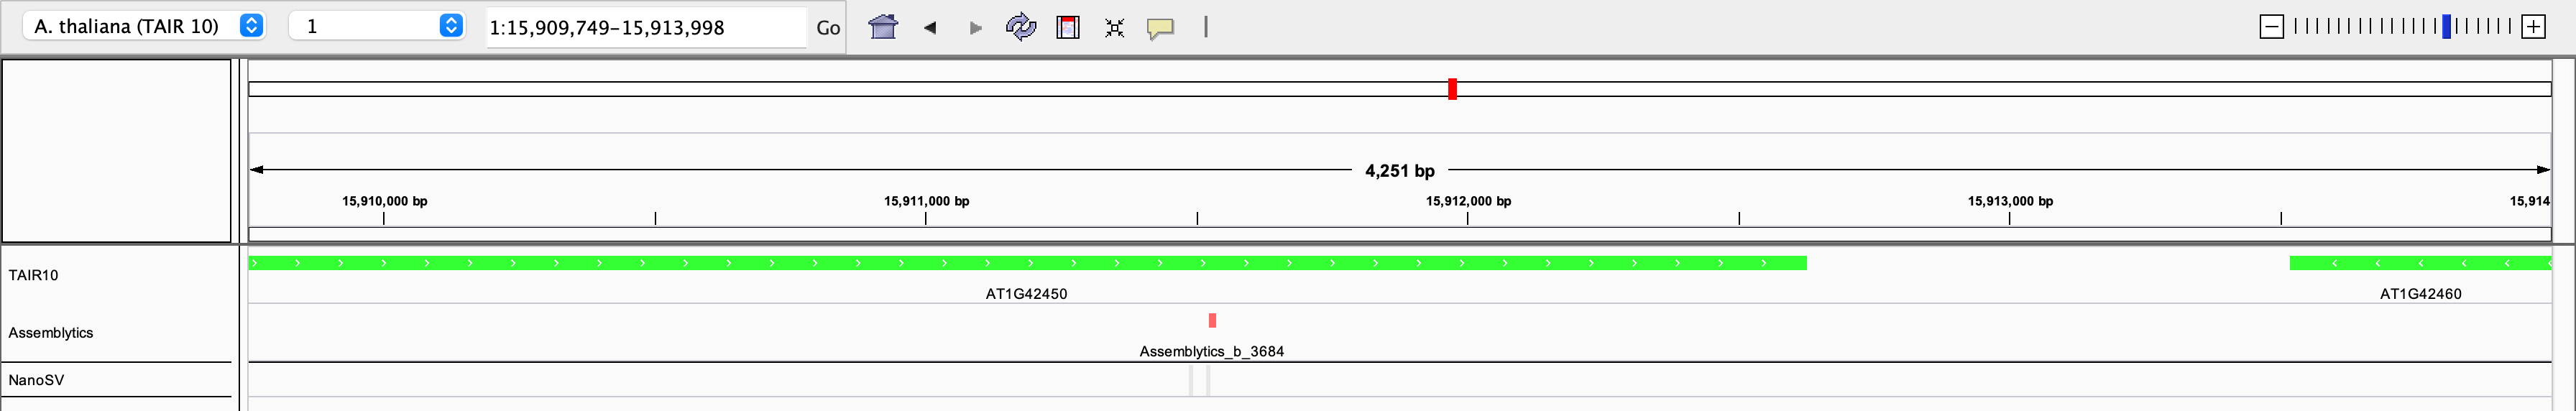 A. thaliana (TAIR 10) 1 1:15,909,749-15,913,998 Go
4,251 bp
15,910,000 bp 15,911,000 bp 15,912,000 bp 15,913,000 bp 15,914
TAIR10
AT1G42450 AT1G42460
Assemblytics
Assemblytics_b_3684
NanoSV